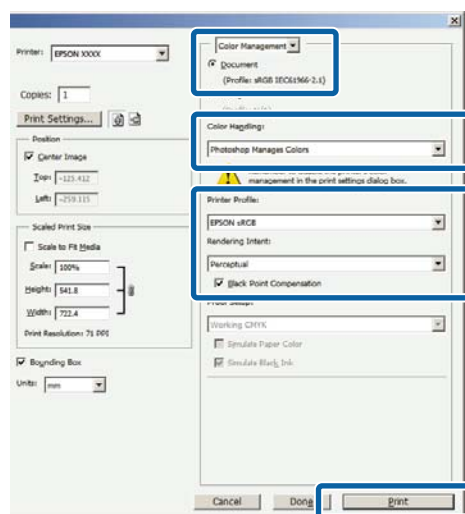 Printer: EPSON XXXX
Copies: 1
Print Settings...
Position
Center Image
Top: -125.412
Left: -259.115
Scaled Print Size
Scale to Fit Media
Scale: 100%
Height: 541.8
Width: 722.4
Print Resolution: 71 PPI
Bounding Box
Units: mm
Color Management
Document
(Profile: sRGB IEC61966-2.1)
Color Handling:
Photoshop Manages Colors
management in the print settings dialog box.
Printer Profile:
EPSON sRGB
Rendering Intent:
Perceptual
Black Point Compensation
Proof Setup:
Working CMYK
Simulate Paper Color
Simulate Black Ink
Cancel
Done
Print